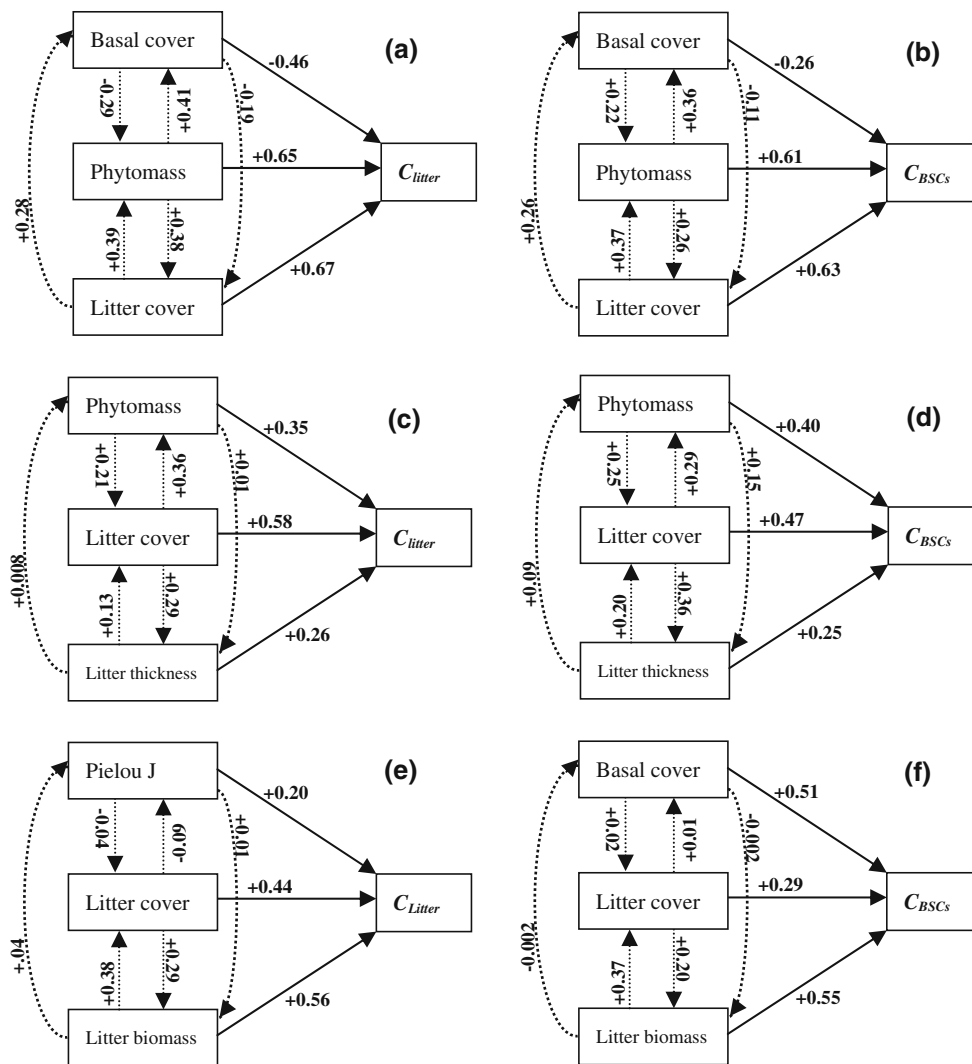 (a)
Basal cover
-0.46
-0.29
+0.41
-0.19
Phytomass
+0.65
C_litter
+0.28
+0.39
+0.38
+0.67
Litter cover
(b)
Basal cover
-0.26
+0.22
+0.36
-0.11
Phytomass
+0.61
C_BSCs
+0.26
+0.37
+0.26
+0.63
Litter cover
(c)
Phytomass
+0.35
+0.12
+0.36
+0.01
Litter cover
+0.58
C_litter
+0.008
+0.13
+0.29
+0.26
Litter thickness
(d)
Phytomass
+0.40
+0.25
+0.29
+0.15
Litter cover
+0.47
C_BSCs
+0.09
+0.20
+0.36
+0.25
Litter thickness
(e)
Pielou J
+0.20
-0.04
-0.09
+0.01
Litter cover
+0.44
C_Litter
+.04
+0.38
+0.29
+0.56
Litter biomass
(f)
Basal cover
+0.51
+0.02
+0.01
-0.002
Litter cover
+0.29
C_BSCs
-0.002
+0.37
+0.20
+0.55
Litter biomass